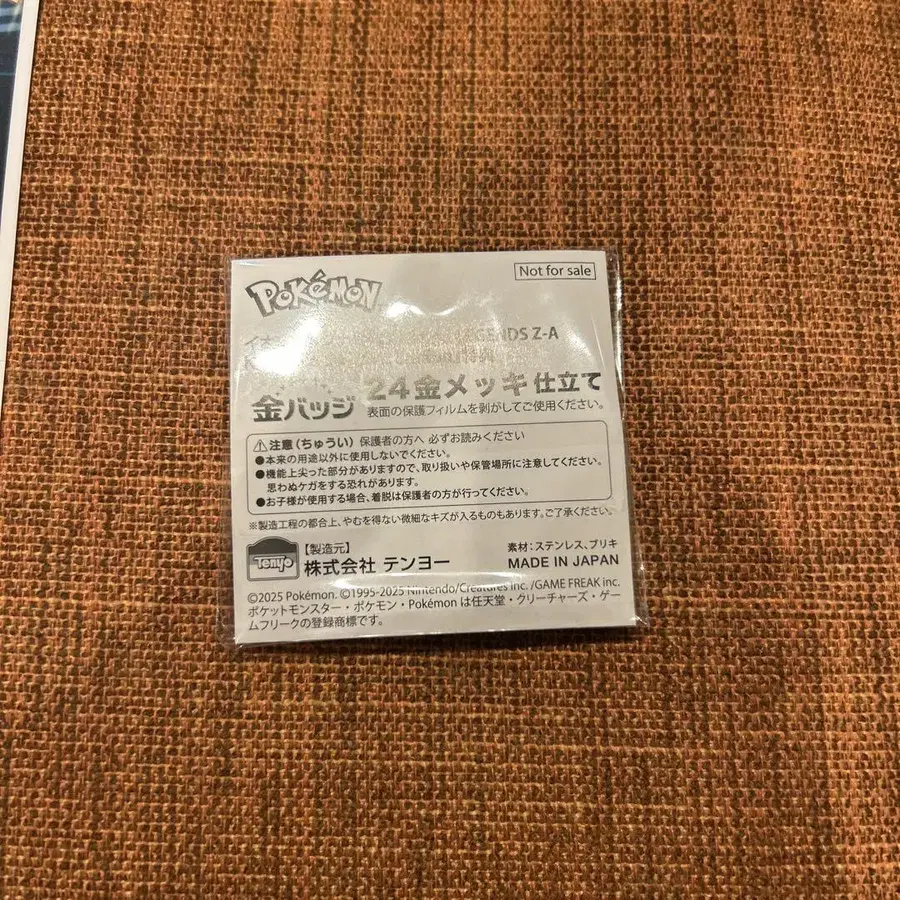 POKéMON
Not for sale
LEGENDS Z-A
特典
金バッジ
24金メッキ仕立て
表面の保護フィルムを剥がしてご使用ください。
注意(ちゅうい) 保護者の方へ 必ずお読みください
●本来の用途以外に使用しないでください。
●機能上尖った部分がありますので、取り扱いや保管場所に注意してください。
思わぬケガをする恐れがあります。
●お子様が使用する場合、着脱は保護者の方が行ってください。
※製造工程の都合上、やむを得ない微細なキズが入るものもあります。ご了承ください。
Tenyo
【製造元】
株式会社 テンヨー
素材:ステンレス、ブリキ
MADE IN JAPAN
©2025 Pokémon. ©1995-2025 Nintendo/Creatures inc. /GAME FREAK inc.
ポケットモンスター・ポケモン・Pokémon は任天堂・クリーチャーズ・ゲー
ムフリークの登録商標です。